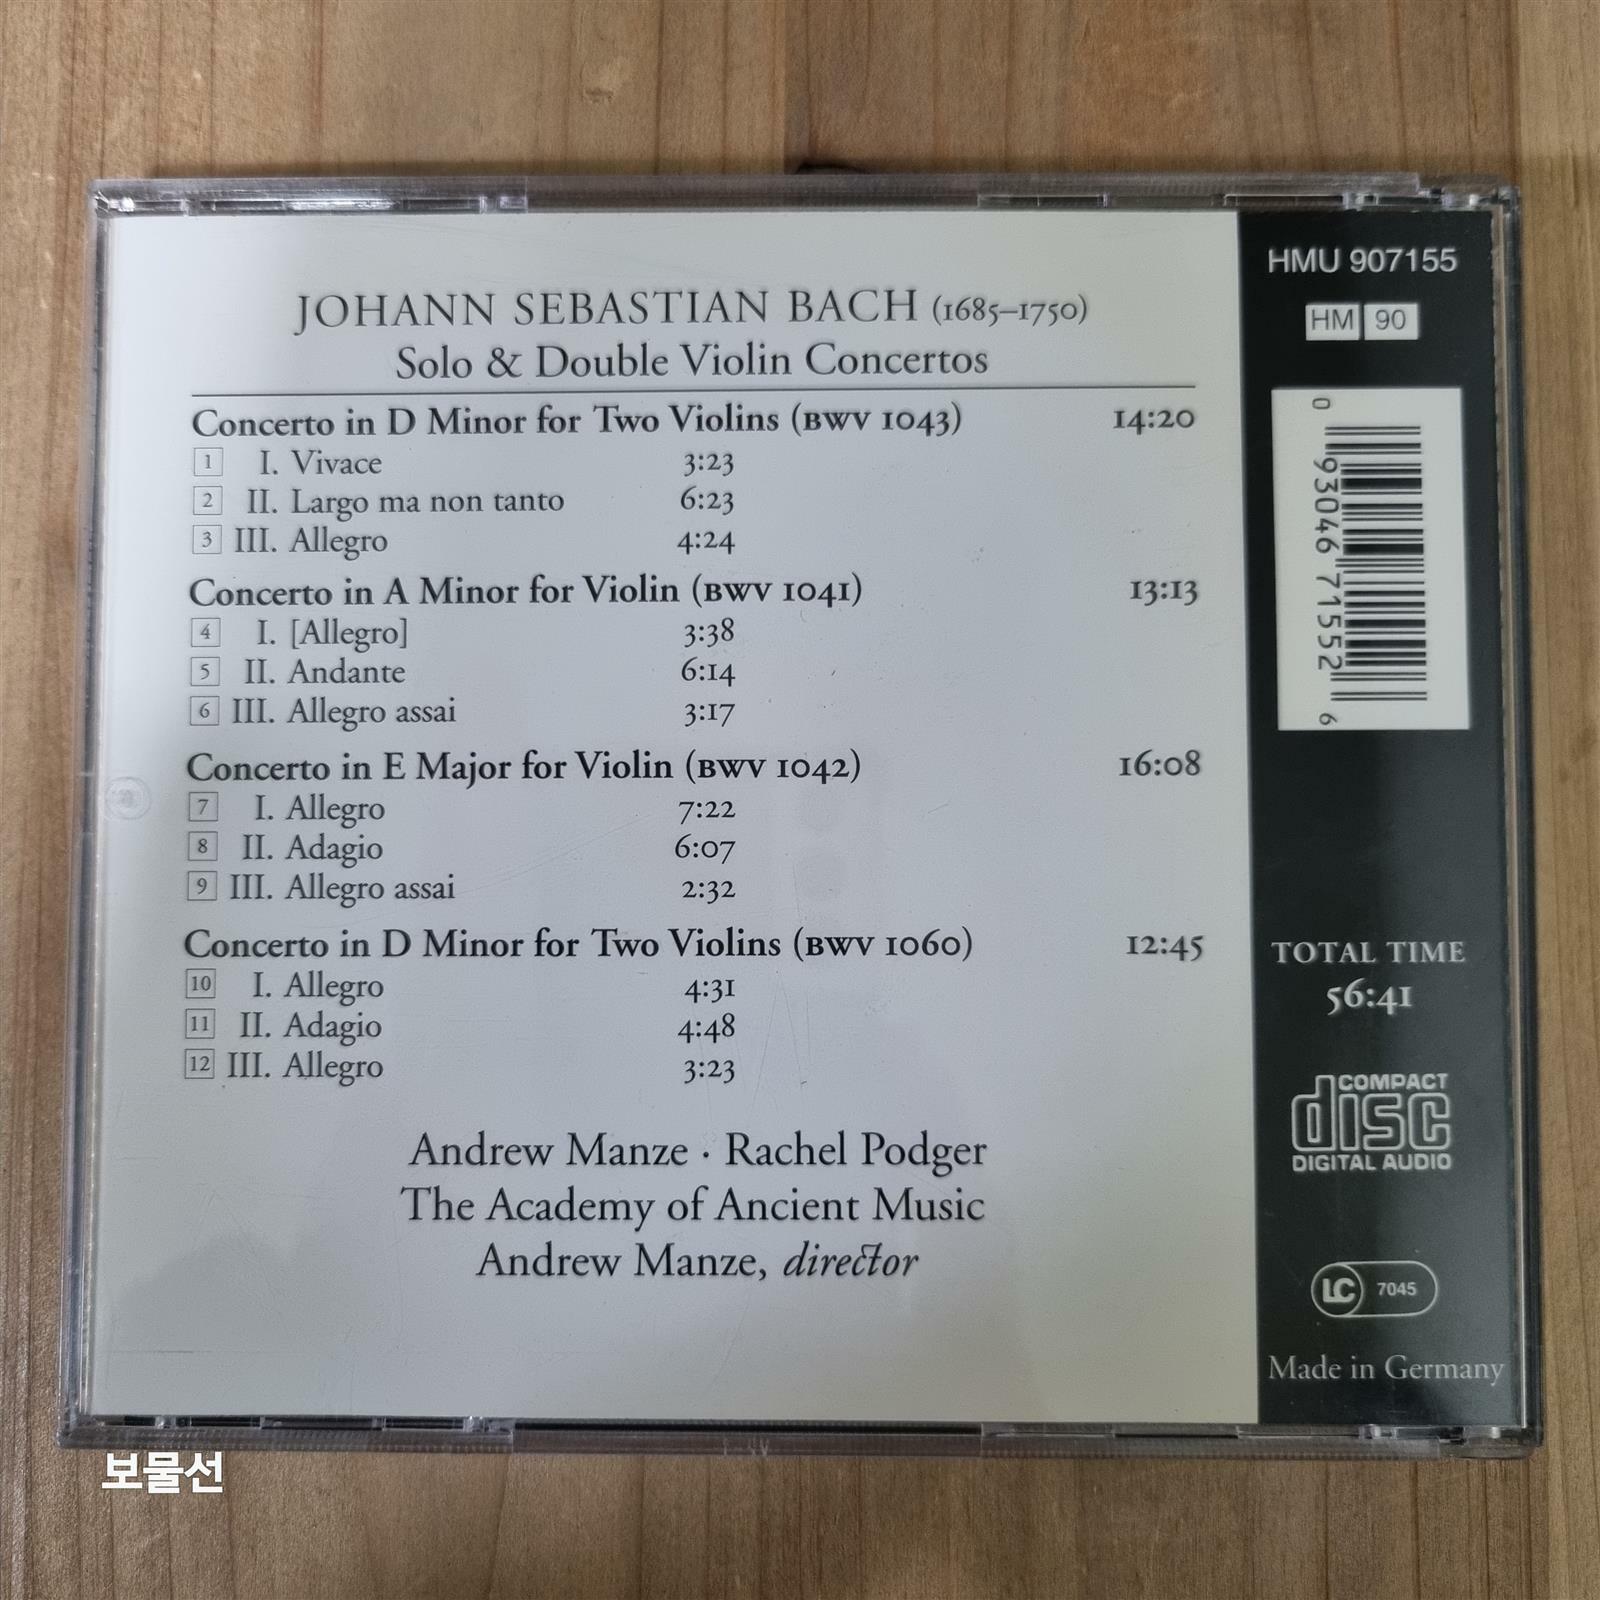 JOHANN SEBASTIAN BACH (1685–1750)
Solo & Double Violin Concertos
Concerto in D Minor for Two Violins (BWV 1043) 14:20
1 I. Vivace 3:23
2 II. Largo ma non tanto 6:23
3 III. Allegro 4:24
Concerto in A Minor for Violin (BWV 1041) 13:13
4 I. [Allegro] 3:38
5 II. Andante 6:14
6 III. Allegro assai 3:17
Concerto in E Major for Violin (BWV 1042) 16:08
7 I. Allegro 7:22
8 II. Adagio 6:07
9 III. Allegro assai 2:32
Concerto in D Minor for Two Violins (BWV 1060) 12:45
10 I. Allegro 4:31
11 II. Adagio 4:48
12 III. Allegro 3:23
Andrew Manze · Rachel Podger
The Academy of Ancient Music
Andrew Manze, director
HMU 907155
HM 90
0 93046 71552 6
TOTAL TIME
56:41
COMPACT
disc
DIGITAL AUDIO
LC 7045
Made in Germany
보물선